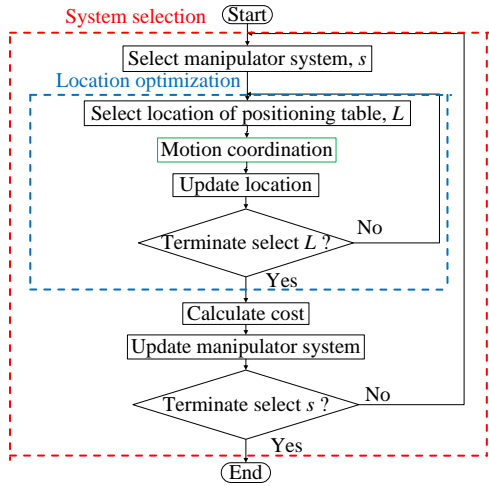 System selection
Start
Select manipulator system, s
Location optimization
Select location of positioning table, L
Motion coordination
Update location
Terminate select L ?
No
Yes
Calculate cost
Update manipulator system
Terminate select s ?
No
Yes
End